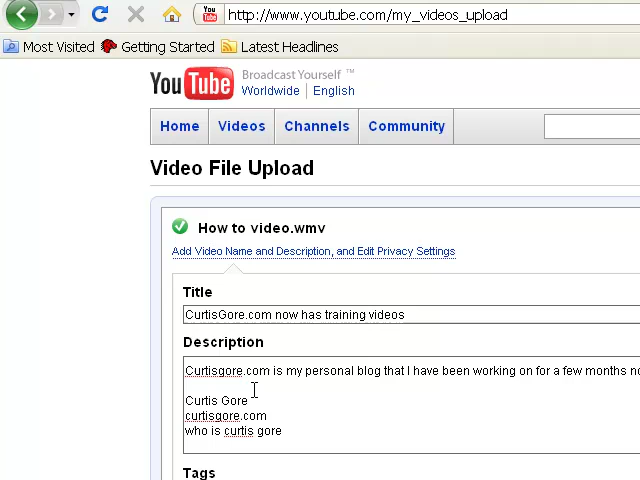 http://www.youtube.com/my_videos_upload
Most Visited Getting Started Latest Headlines
YouTube Broadcast Yourself ™
Worldwide English
Home Videos Channels Community
Video File Upload
How to video.wmv
Add Video Name and Description, and Edit Privacy Settings
Title
CurtisGore.com now has training videos
Description
Curtisgore.com is my personal blog that I have been working on for a few months
Curtis Gore
curtisgore.com
who is curtis gore
Tags